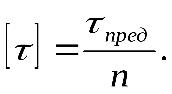 [τ] = τпред / n.